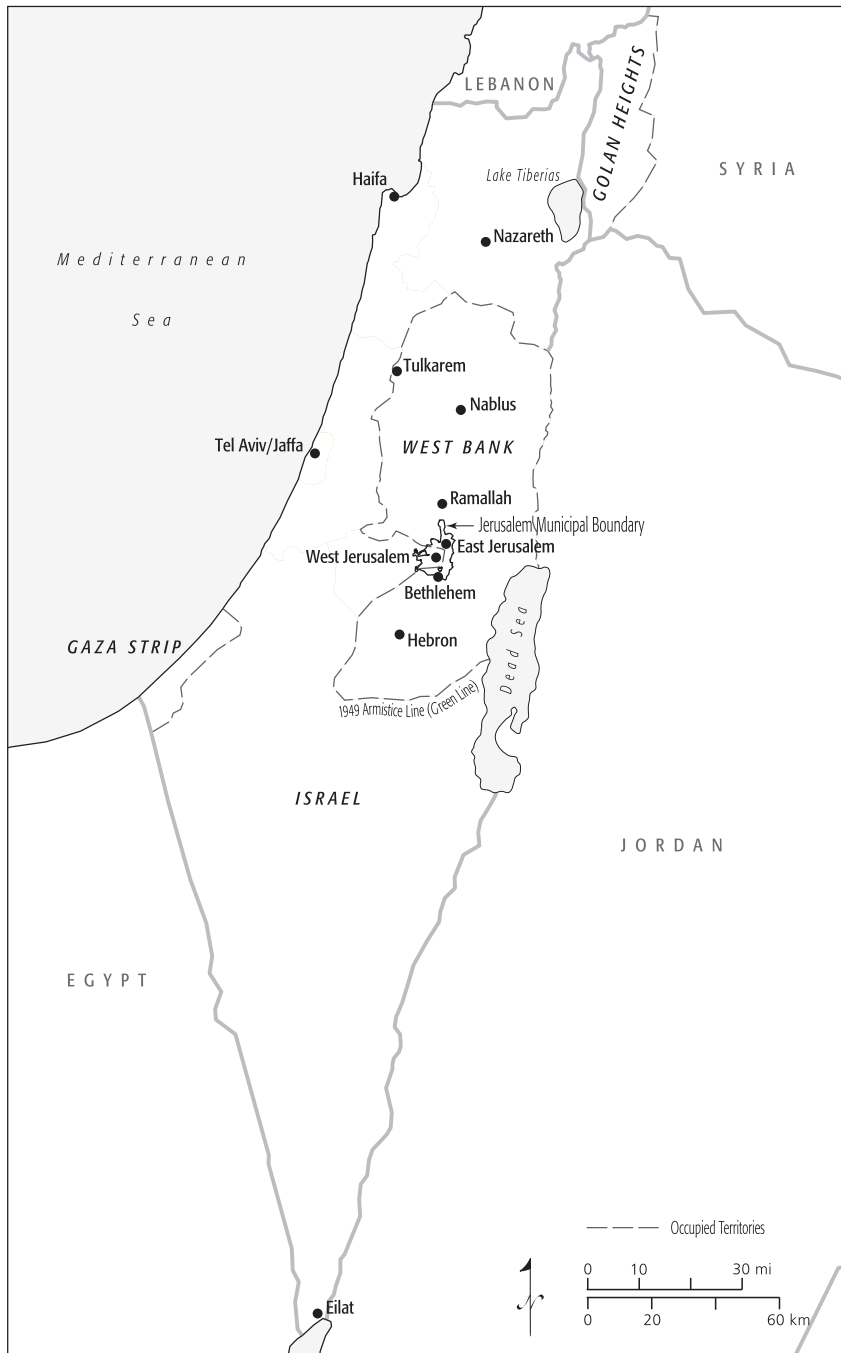 LEBANON
GOLAN HEIGHTS
SYRIA
Haifa
Lake Tiberias
Nazareth
Mediterranean
Sea
Tulkarem
Nablus
Tel Aviv/Jaffa
WEST BANK
Ramallah
Jerusalem Municipal Boundary
East Jerusalem
West Jerusalem
Bethlehem
Dead Sea
Hebron
GAZA STRIP
1949 Armistice Line (Green Line)
ISRAEL
JORDAN
EGYPT
Occupied Territories
0 10 30 mi
0 20 60 km
N
Eilat